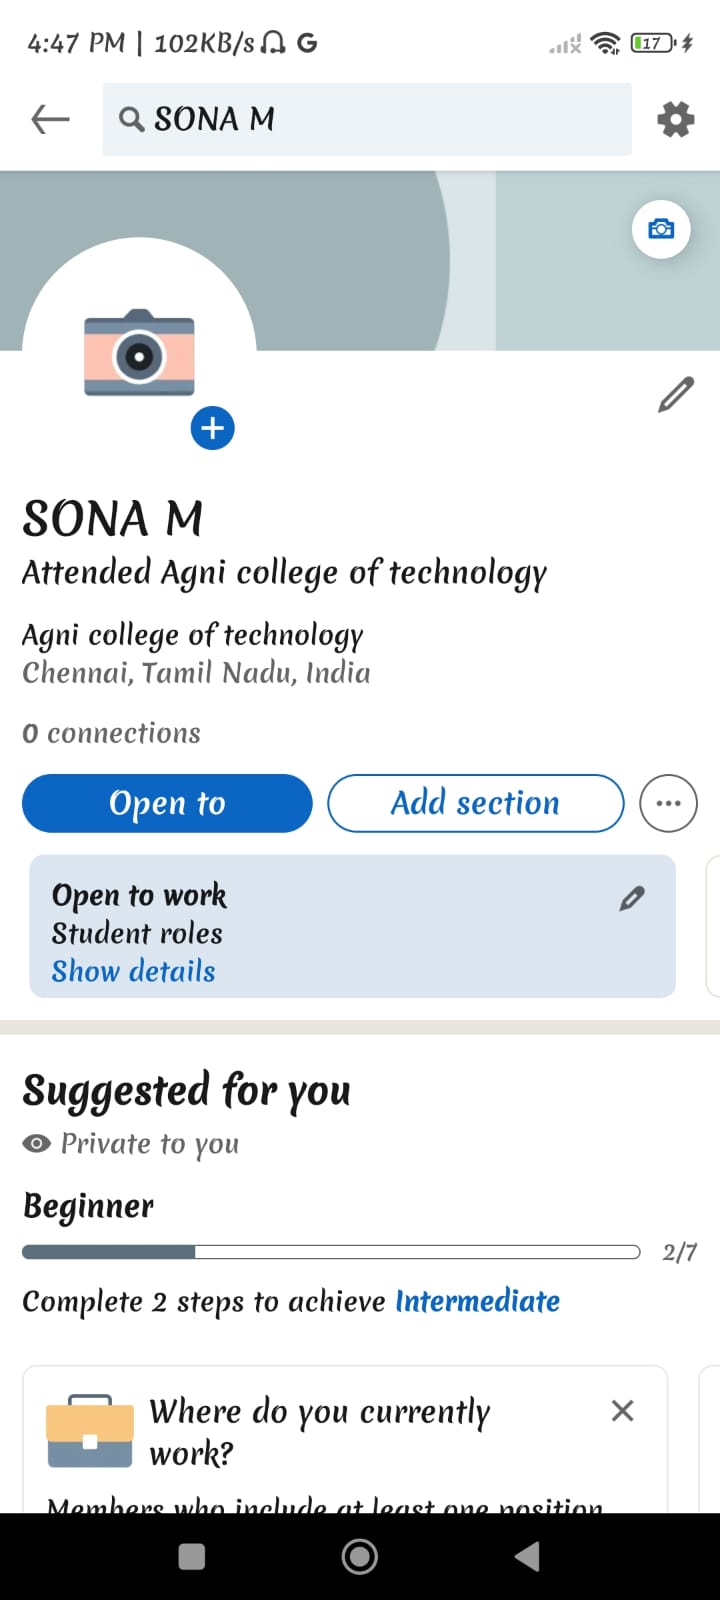 4:47 PM | 102KB/s G 17
SONA M
SONA M
Attended Agni college of technology
Agni college of technology
Chennai, Tamil Nadu, India
0 connections
Open to Add section ...
Open to work
Student roles
Show details
Suggested for you
Private to you
Beginner
2/7
Complete 2 steps to achieve Intermediate
Where do you currently
work?
Members who include at least one position